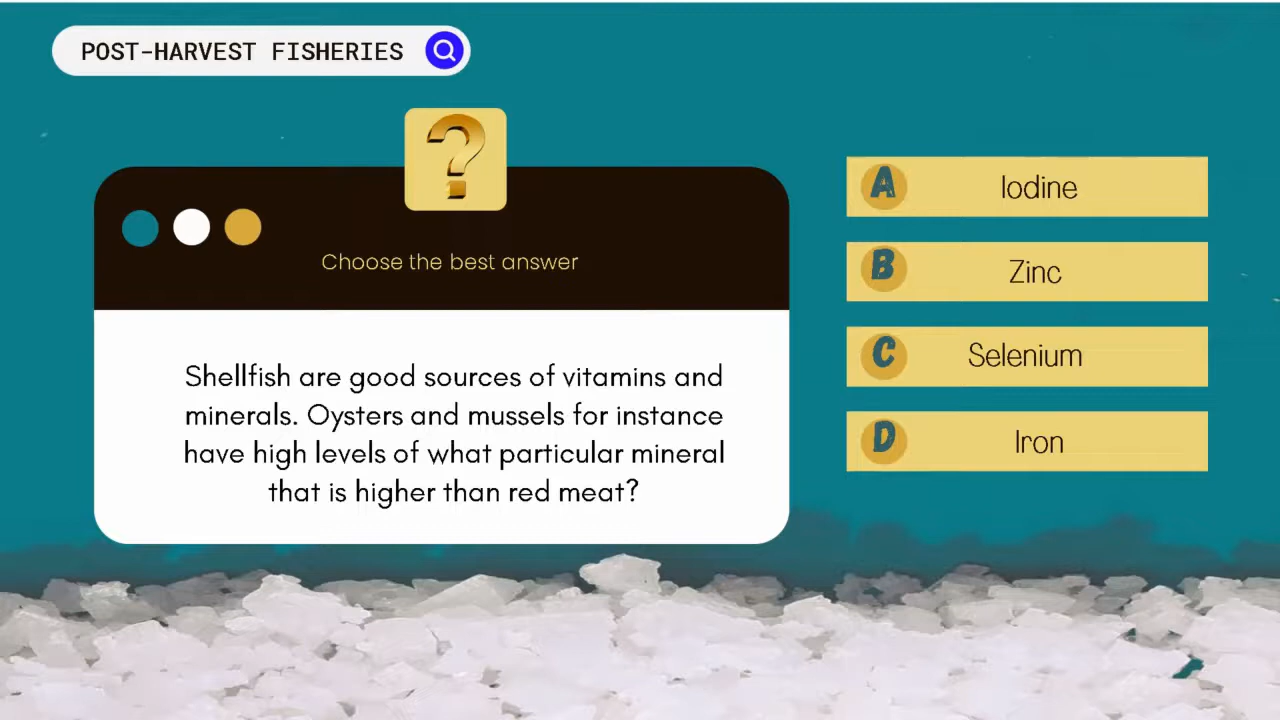 POST-HARVEST FISHERIES
?
Choose the best answer
Shellfish are good sources of vitamins and
minerals. Oysters and mussels for instance
have high levels of what particular mineral
that is higher than red meat?
A Iodine
B Zinc
C Selenium
D Iron